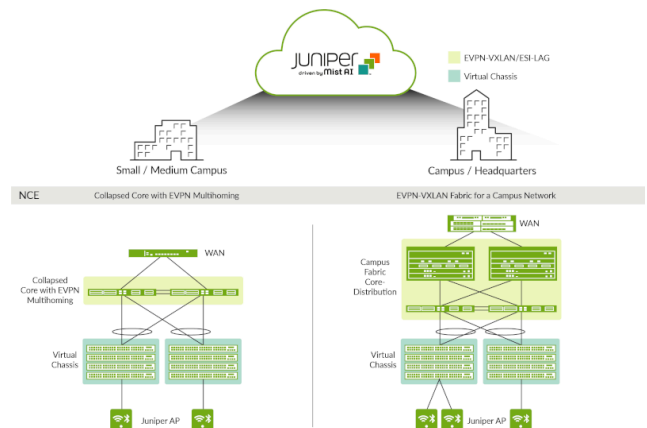 JUNIPER
driven by Mist AI
EVPN-VXLAN/ESI-LAG
Virtual Chassis
Small / Medium Campus
Campus / Headquarters
NCE
Collapsed Core with EVPN Multihoming
EVPN-VXLAN Fabric for a Campus Network
WAN
Collapsed
Core with EVPN
Multihoming
Virtual
Chassis
Juniper AP
WAN
Campus
Fabric
Core-
Distribution
Virtual
Chassis
Juniper AP